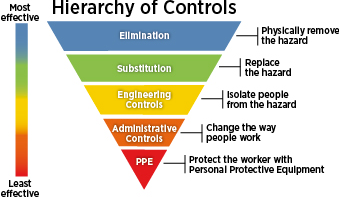 Hierarchy of Controls
Most
effective
Elimination
Physically remove
the hazard
Substitution
Replace
the hazard
Engineering
Controls
Isolate people
from the hazard
Administrative
Controls
Change the way
people work
PPE
Protect the worker with
Personal Protective Equipment
Least
effective